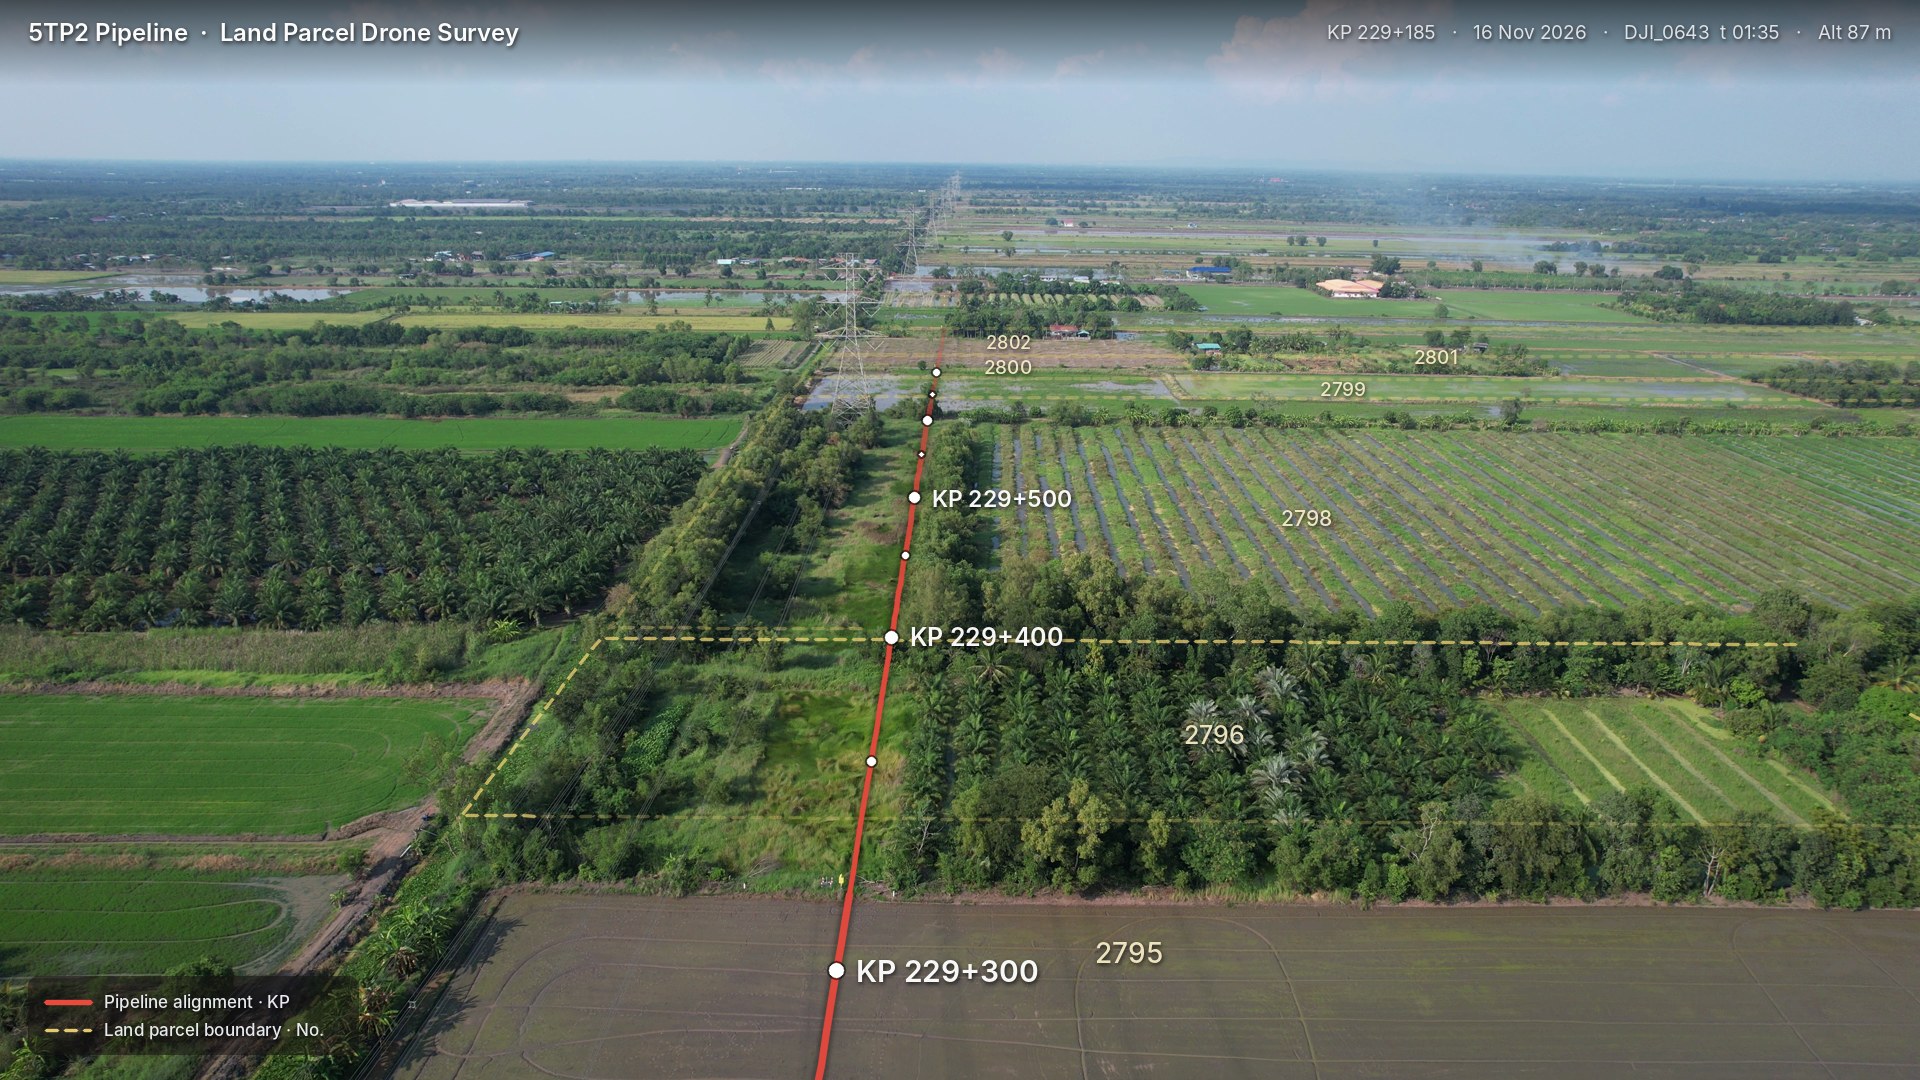 5TP2 Pipeline · Land Parcel Drone Survey
KP 229+185 · 16 Nov 2026 · DJI_0643 t 01:35 · Alt 87 m
2802
2800
2801
2799
KP 229+500
2798
KP 229+400
2796
2795
KP 229+300
Pipeline alignment · KP
Land parcel boundary · No.